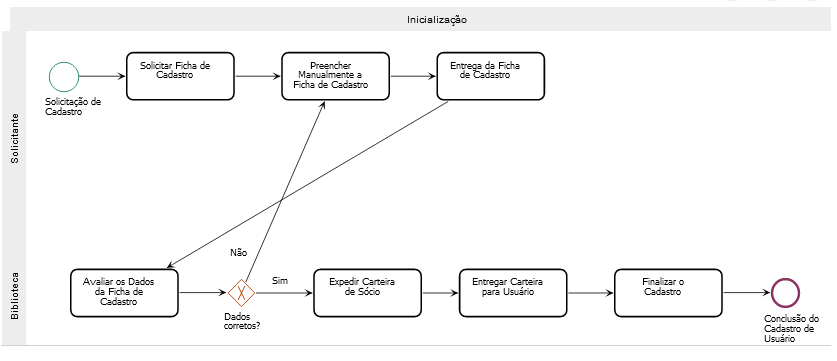 Inicialização
Solicitante
Solicitação de
Cadastro
Solicitar Ficha de
Cadastro
Preencher
Manualmente a
Ficha de Cadastro
Entrega da Ficha
de Cadastro
Biblioteca
Avaliar os Dados
da Ficha de
Cadastro
Não
X
Dados
corretos?
Sim
Expedir Carteira
de Sócio
Entregar Carteira
para Usuário
Finalizar o
Cadastro
Conclusão do
Cadastro de
Usuário